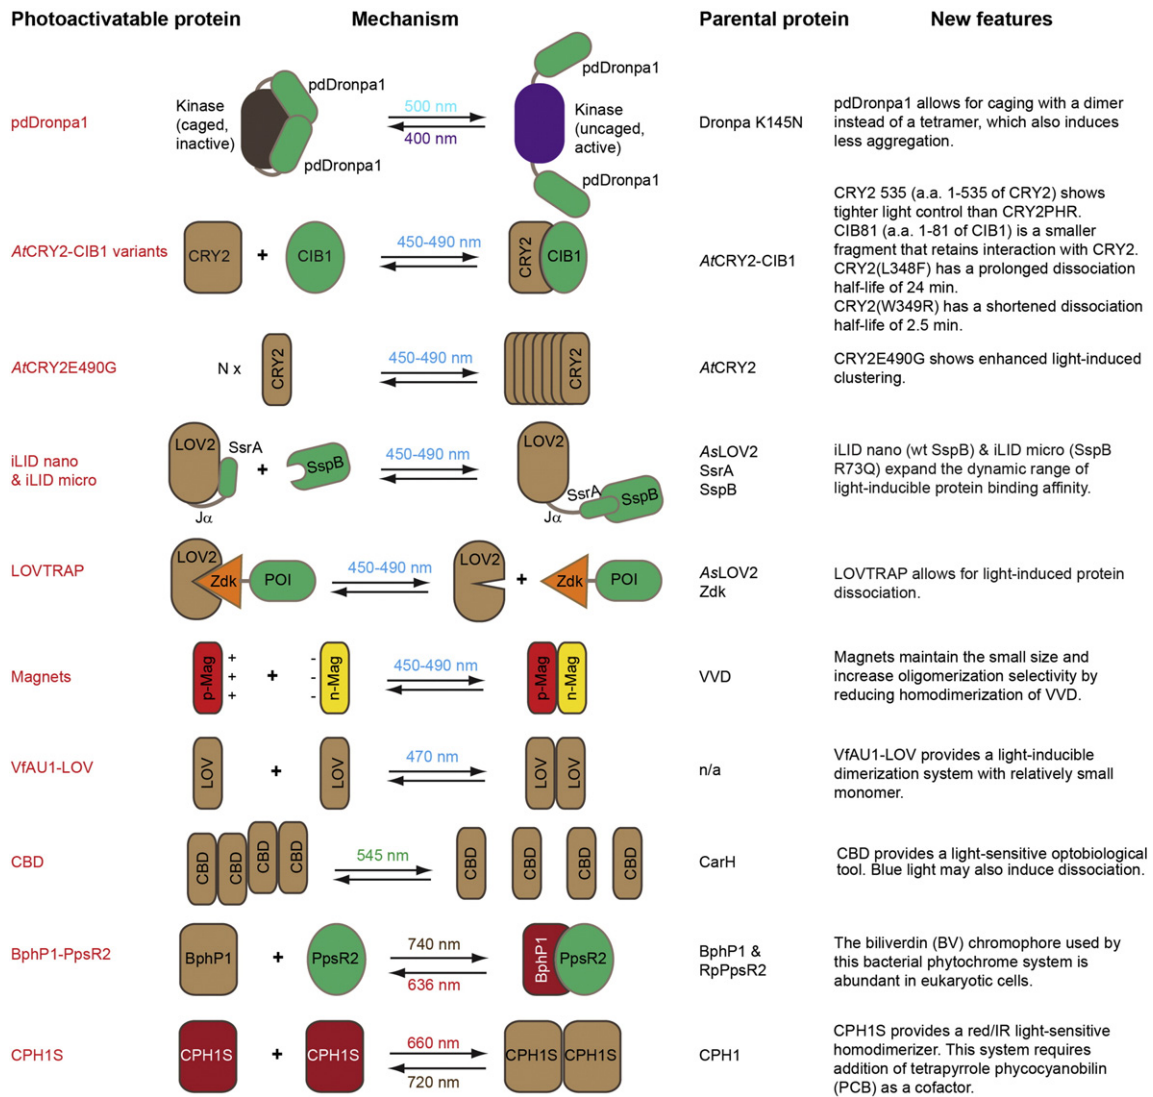 Photoactivatable protein
Mechanism
Parental protein
New features
pdDronpa1
Kinase
(caged,
inactive)
pdDronpa1
pdDronpa1
500 nm
400 nm
pdDronpa1
Kinase
(uncaged,
active)
pdDronpa1
Dronpa K145N
pdDronpa1 allows for caging with a dimer
instead of a tetramer, which also induces
less aggregation.
AtCRY2-CIB1 variants
CRY2
+
CIB1
450-490 nm
CRY2
CIB1
AtCRY2-CIB1
CRY2 535 (a.a. 1-535 of CRY2) shows
tighter light control than CRY2PHR.
CIB81 (a.a. 1-81 of CIB1) is a smaller
fragment that retains interaction with CRY2.
CRY2(L348F) has a prolonged dissociation
half-life of 24 min.
CRY2(W349R) has a shortened dissociation
half-life of 2.5 min.
AtCRY2E490G
N x
CRY2
450-490 nm
CRY2
AtCRY2
CRY2E490G shows enhanced light-induced
clustering.
iLID nano
& iLID micro
LOV2
SsrA
Jα
+
SspB
450-490 nm
LOV2
SsrA
SspB
Jα
AsLOV2
SsrA
SspB
iLID nano (wt SspB) & iLID micro (SspB
R73Q) expand the dynamic range of
light-inducible protein binding affinity.
LOVTRAP
LOV2
Zdk
POI
450-490 nm
LOV2
+
Zdk
POI
AsLOV2
Zdk
LOVTRAP allows for light-induced protein
dissociation.
Magnets
p-Mag
+
+
+
+
-
-
-
n-Mag
450-490 nm
p-Mag
n-Mag
VVD
Magnets maintain the small size and
increase oligomerization selectivity by
reducing homodimerization of VVD.
VfAU1-LOV
LOV
+
LOV
470 nm
LOV
LOV
n/a
VfAU1-LOV provides a light-inducible
dimerization system with relatively small
monomer.
CBD
CBD
CBD
CBD
CBD
545 nm
CBD
CBD
CBD
CBD
CarH
CBD provides a light-sensitive optobiological
tool. Blue light may also induce dissociation.
BphP1-PpsR2
BphP1
+
PpsR2
740 nm
636 nm
BphP1
PpsR2
BphP1 &
RpPpsR2
The biliverdin (BV) chromophore used by
this bacterial phytochrome system is
abundant in eukaryotic cells.
CPH1S
CPH1S
+
CPH1S
660 nm
720 nm
CPH1S
CPH1S
CPH1
CPH1S provides a red/IR light-sensitive
homodimerizer. This system requires
addition of tetrapyrrole phycocyanobilin
(PCB) as a cofactor.